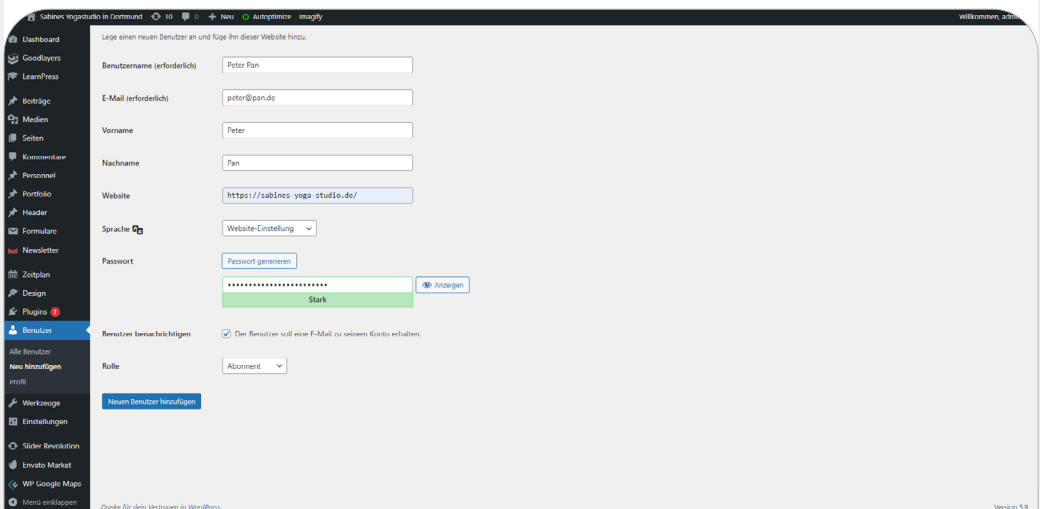 Sabines Yogastudio in Dortmund 10 0 Neu Autoptimize Imagify Willkommen, admin
Dashboard
Goodlayers
LearnPress
Beiträge
Medien
Seiten
Kommentare
Personnel
Portfolio
Header
Formulare
Newsletter
Zeitplan
Design
Plugins 7
Benutzer
Alle Benutzer
Neu hinzufügen
Profil
Werkzeuge
Einstellungen
Slider Revolution
Envato Market
WP Google Maps
Menü einklappen
Lege einen neuen Benutzer an und füge ihn dieser Website hinzu.
Benutzername (erforderlich) Peter Pan
E-Mail (erforderlich) peter@pan.de
Vorname Peter
Nachname Pan
Website https://sabines-yoga-studio.de/
Sprache Website-Einstellung
Passwort Passwort generieren
•••••••••••••••••••••••• Anzeigen
Stark
Benutzer benachrichtigen Der Benutzer soll eine E-Mail zu seinem Konto erhalten.
Rolle Abonnent
Neuen Benutzer hinzufügen
Danke für dein Vertrauen in WordPress. Version 5.9